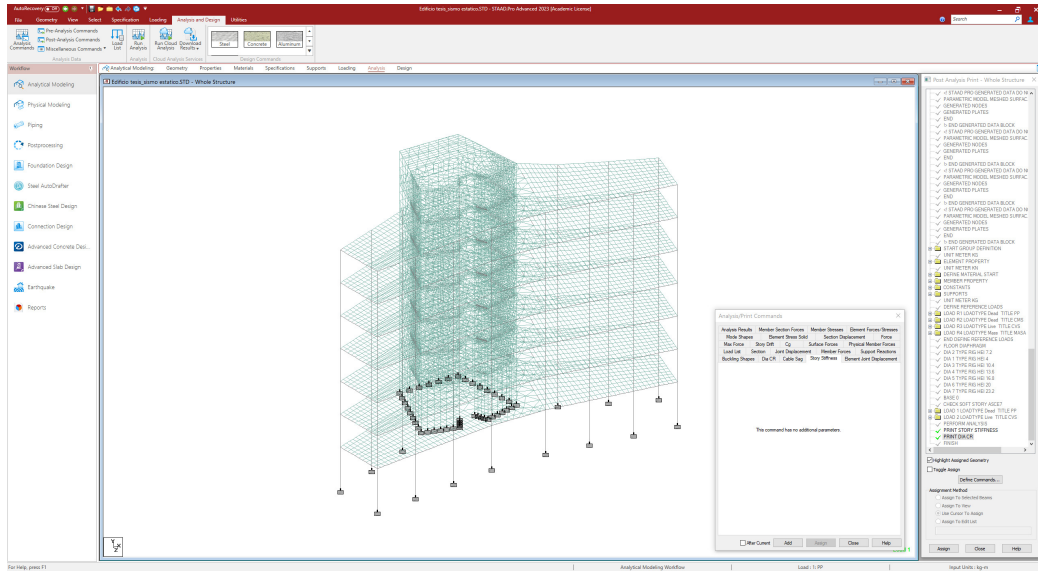 AutoRecovery Off
Edificio tesis_sismo estatico.STD - STAAD.Pro Advanced 2023 [Academic License]
File Geometry View Select Specification Loading Analysis and Design Utilities
Search
Analysis Commands
Pre-Analysis Commands
Post-Analysis Commands
Miscellaneous Commands
Load List
Run Analysis
Run Cloud Analysis
Download Results
Steel
Concrete
Aluminum
Analysis Data Analysis Cloud Analysis Services Design Commands
Workflow
Analytical Modeling: Geometry Properties Materials Specifications Supports Loading Analysis Design
Analytical Modeling
Physical Modeling
Piping
Postprocessing
Foundation Design
Steel AutoDrafter
Chinese Steel Design
Connection Design
Advanced Concrete Desi...
Advanced Slab Design
Earthquake
Reports
Edificio tesis_sismo estatico.STD - Whole Structure
Y
X
Z
Analysis/Print Commands
Analysis Results Member Section Forces Member Stresses Element Forces/Stresses
Mode Shapes Element Stress Solid Section Displacement Force
Max Force Story Drift Cg Surface Forces Physical Member Forces
Load List Section Joint Displacement Member Forces Support Reactions
Buckling Shapes Dia CR Cable Sag Story Stiffness Element Joint Displacement
This command has no additional parameters.
After Current Add Assign Close Help
Post Analysis Print - Whole Structure
PARAMETRIC MODEL MESHED SURFAC
GENERATED NODES
GENERATED PLATES
END
!> END GENERATED DATA BLOCK
<! STAAD PRO GENERATED DATA DO N
PARAMETRIC MODEL MESHED SURFAC
GENERATED NODES
GENERATED PLATES
END
!> END GENERATED DATA BLOCK
<! STAAD PRO GENERATED DATA DO N
PARAMETRIC MODEL MESHED SURFAC
GENERATED NODES
GENERATED PLATES
END
!> END GENERATED DATA BLOCK
<! STAAD PRO GENERATED DATA DO N
PARAMETRIC MODEL MESHED SURFAC
GENERATED NODES
GENERATED PLATES
END
!> END GENERATED DATA BLOCK
START GROUP DEFINITION
UNIT METER KG
ELEMENT PROPERTY
UNIT METER KN
DEFINE MATERIAL START
MEMBER PROPERTY
CONSTANTS
SUPPORTS
UNIT METER KG
DEFINE REFERENCE LOADS
LOAD R1 LOADTYPE Dead TITLE PP
LOAD R2 LOADTYPE Dead TITLE CMS
LOAD R3 LOADTYPE Live TITLE CVS
LOAD R4 LOADTYPE Mass TITLE MASA
END DEFINE REFERENCE LOADS
FLOOR DIAPHRAGM
DIA 2 TYPE RIG HEI 7.2
DIA 1 TYPE RIG HEI 4
DIA 3 TYPE RIG HEI 10.4
DIA 4 TYPE RIG HEI 13.6
DIA 5 TYPE RIG HEI 16.8
DIA 6 TYPE RIG HEI 20
DIA 7 TYPE RIG HEI 23.2
BASE 0
CHECK SOFT STORY ASCE7
LOAD 1 LOADTYPE Dead TITLE PP
LOAD 3 LOADTYPE Live TITLE CVS
PERFORM ANALYSIS
PRINT STORY STIFFNESS
PRINT DIA CR
FINISH
Highlight Assigned Geometry
Toggle Assign
Define Commands...
Assignment Method
Assign To Selected Beams
Assign To View
Use Cursor To Assign
Assign To Edit List
Assign Close Help
For Help, press F1
Analytical Modeling Workflow
Load : 1: PP
Input Units : kg-m